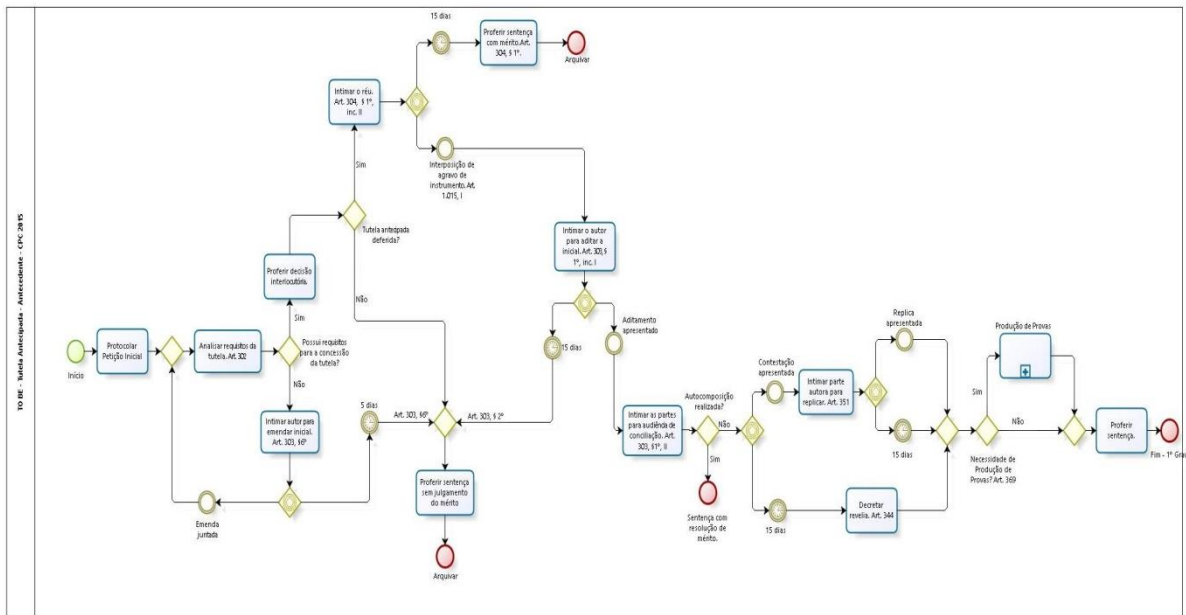 TO BE - Tutela Antecipada - Antecedente - CPC 2015
Início
Protocolar
Petição Inicial
Analisar requisitos da
tutela. Art. 302
Possui requisitos
para a concessão
da tutela?
Sim
Não
Proferir decisão
interlocutória.
Intimar autor para
emendar inicial.
Art. 303, §6º
Emenda
juntada
5 dias
Art. 303, §6º
Tutela antecipada
deferida?
Sim
Não
Intimar o réu.
Art. 304, § 1º,
inc. II
15 dias
Proferir sentença
com mérito. Art.
304, § 1º.
Arquivar
Interposição de
agravo de
instrumento. Art.
1.015, I
Intimar o autor
para aditar a
inicial. Art. 303, §
1º, inc. I
15 dias
Art. 303, § 2º
Aditamento
apresentado
Proferir sentença
sem julgamento
do mérito
Arquivar
Intimar as partes
para audiência de
conciliação. Art.
303, §1º, II
Autocomposição
realizada?
Não
Sim
Sentença com
resolução de
mérito.
Contestação
apresentada
Intimar parte
autora para
replicar. Art. 351
Replica
apresentada
15 dias
15 dias
Decretar
revelia. Art. 344
Necessidade de
Produção de
Provas? Art. 369
Sim
Não
Produção de Provas
Proferir
sentença.
Fim - 1º Grau